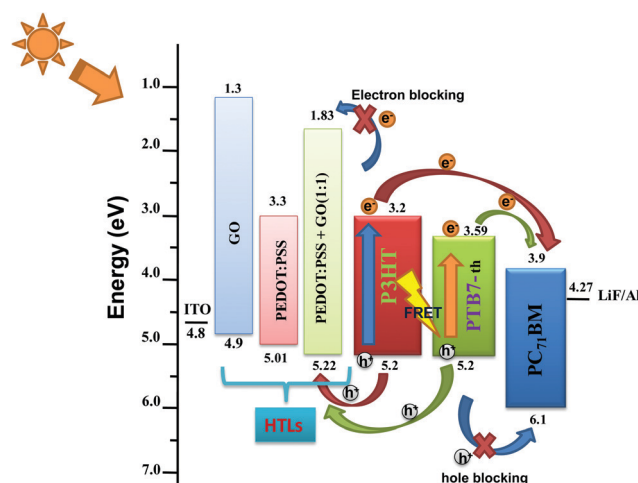 Energy (eV)
1.0
2.0
3.0
4.0
5.0
6.0
7.0
ITO
4.8
1.3
GO
4.9
3.3
PEDOT:PSS
5.01
1.83
PEDOT:PSS + GO(1:1)
5.22
HTLs
Electron blocking
e-
e-
e-
3.2
P3HT
h+
5.2
FRET
e-
3.59
e-
PTB7-th
h+
5.2
h+
h+
3.9
PC71BM
6.1
4.27
LiF/Al
h+
hole blocking